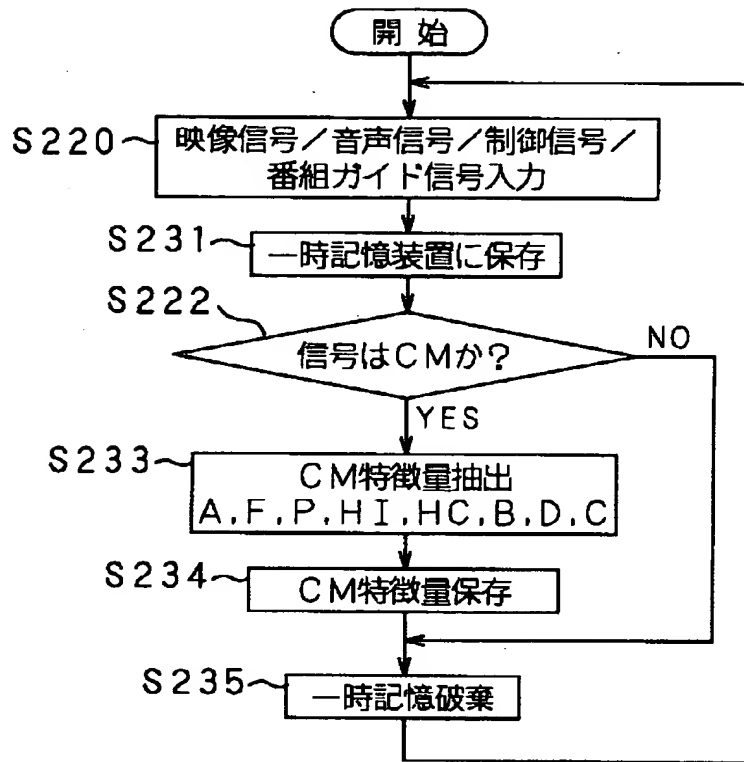 開始
S220
映像信号／音声信号／制御信号／
番組ガイド信号入力
S231
一時記憶装置に保存
S222
信号はCMか？
NO
YES
S233
CM特徴量抽出
A,F,P,HI,HC,B,D,C
S234
CM特徴量保存
S235
一時記憶破棄